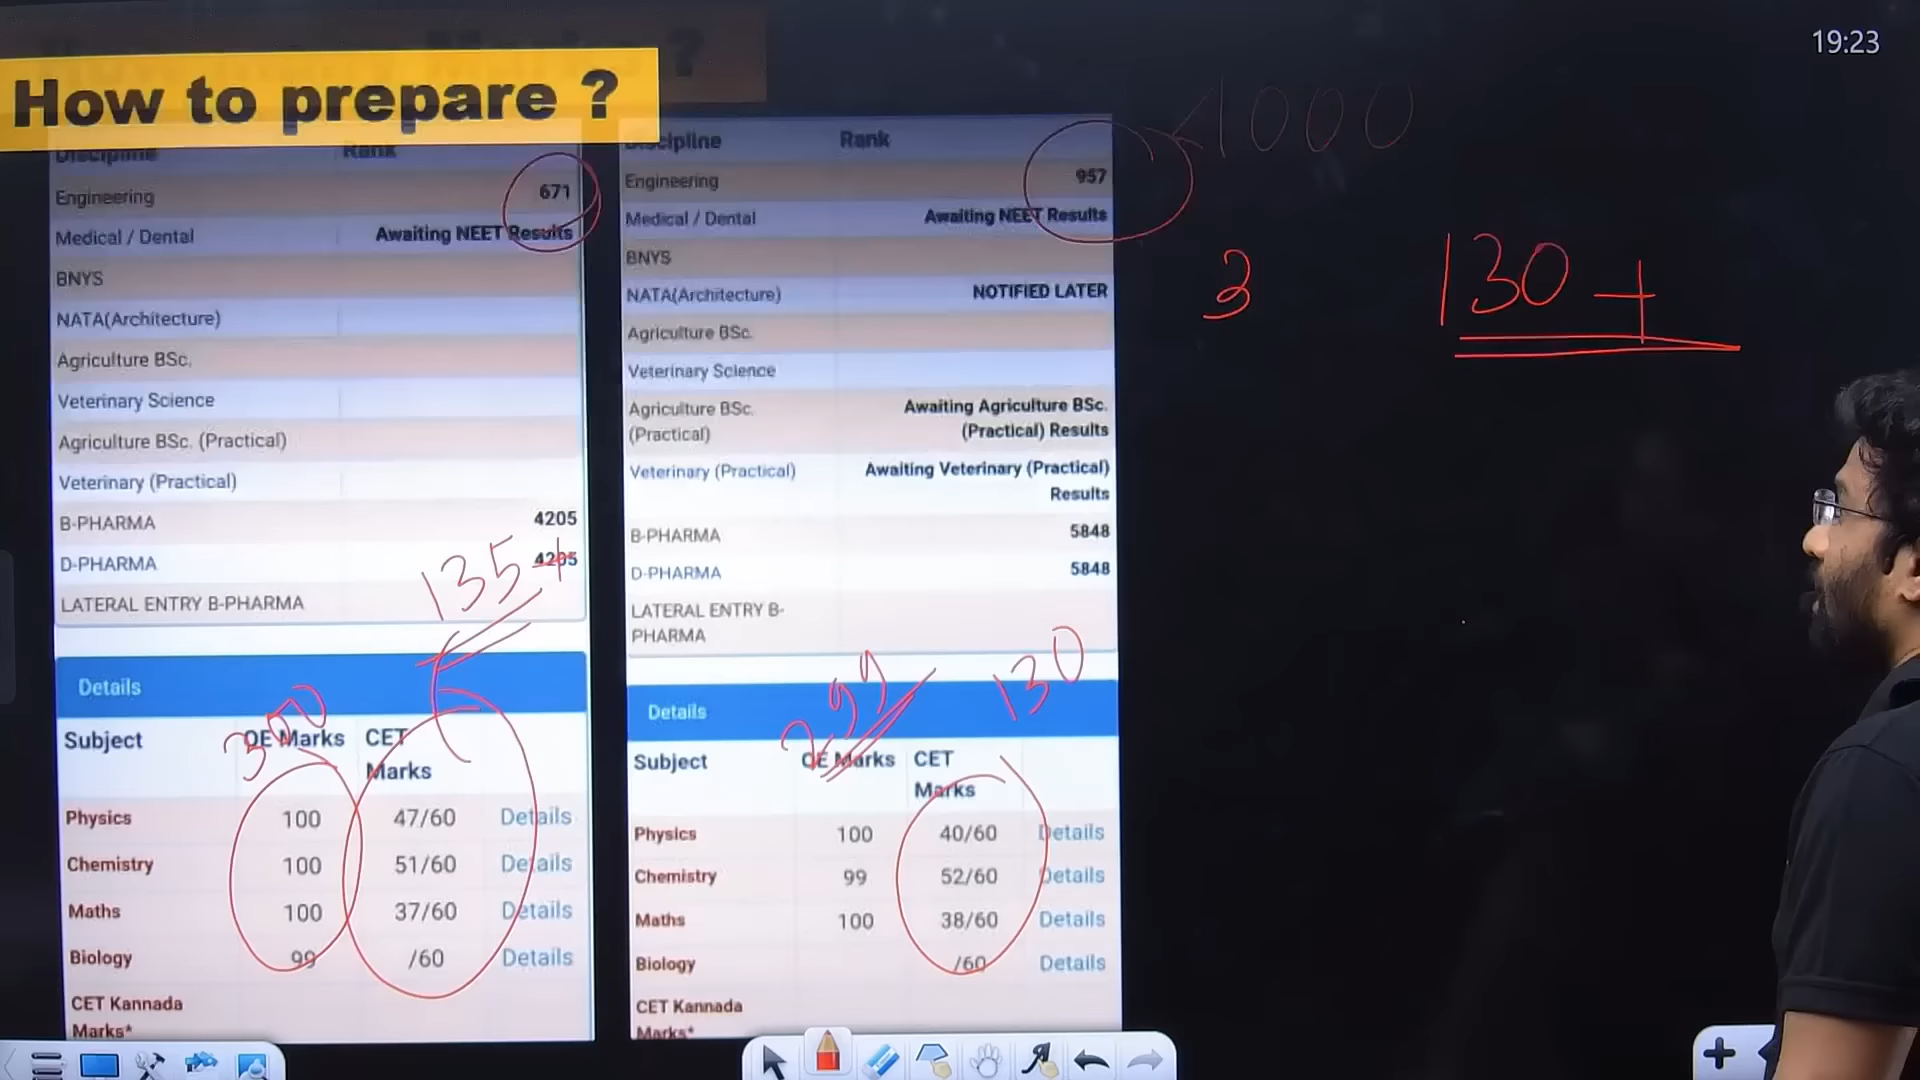 19:23
How to prepare ?
Discipline Rank
Engineering 671
Medical / Dental Awaiting NEET Results
BNYS
NATA(Architecture)
Agriculture BSc.
Veterinary Science
Agriculture BSc. (Practical)
Veterinary (Practical)
B-PHARMA 4205
D-PHARMA 4205
135+
LATERAL ENTRY B-PHARMA
Details
300
Subject QE Marks CET
Marks
Physics 100 47/60 Details
Chemistry 100 51/60 Details
Maths 100 37/60 Details
Biology 99 /60 Details
CET Kannada
Marks*
Discipline Rank
Engineering 957
Medical / Dental Awaiting NEET Results
BNYS
NATA(Architecture) NOTIFIED LATER
Agriculture BSc.
Veterinary Science
Agriculture BSc. Awaiting Agriculture BSc.
(Practical) (Practical) Results
Veterinary (Practical) Awaiting Veterinary (Practical)
Results
B-PHARMA 5848
D-PHARMA 5848
LATERAL ENTRY B-
PHARMA
299 130
Details
Subject QE Marks CET
Marks
Physics 100 40/60 Details
Chemistry 99 52/60 Details
Maths 100 38/60 Details
Biology /60 Details
CET Kannada
Marks*
<1000
3 130+